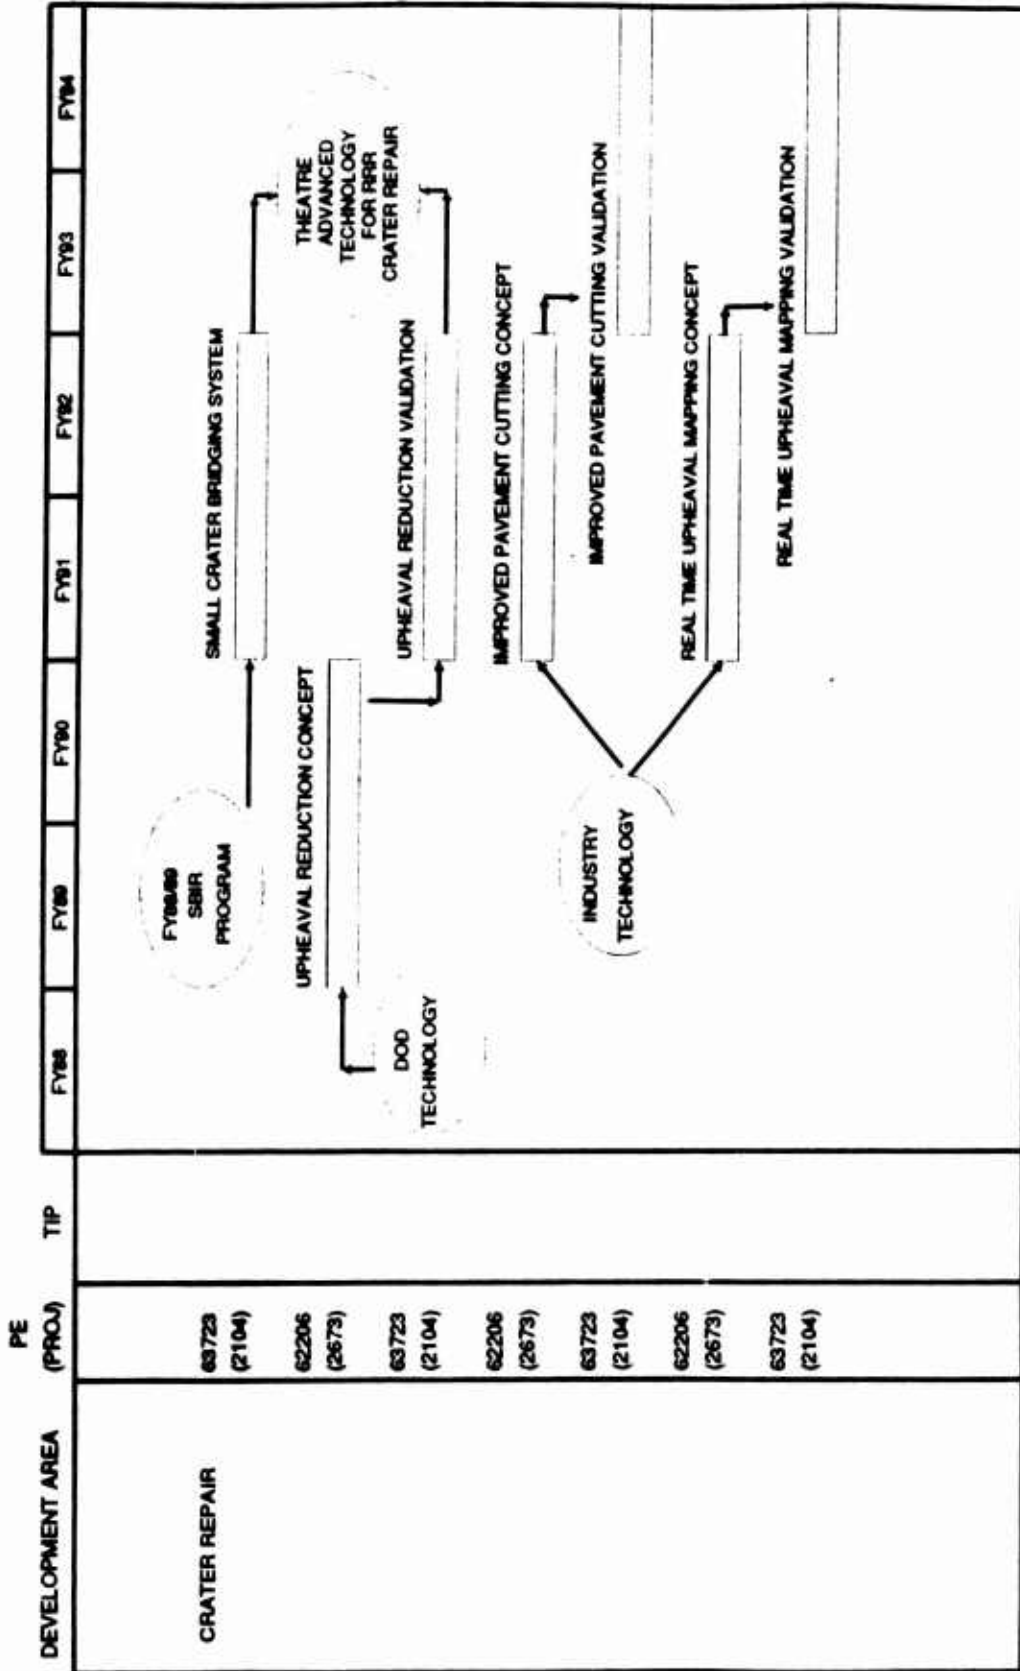 DEVELOPMENT AREA
PE
(PROJ)
TIP
FY88
FY89
FY90
FY91
FY92
FY93
FY94
CRATER REPAIR
63723
(2104)
FY88/89
SBIR
PROGRAM
SMALL CRATER BRIDGING SYSTEM
THEATRE
ADVANCED
TECHNOLOGY
FOR RRR
CRATER REPAIR
62206
(2673)
UPHEAVAL REDUCTION CONCEPT
DOD
TECHNOLOGY
63723
(2104)
UPHEAVAL REDUCTION VALIDATION
62206
(2673)
IMPROVED PAVEMENT CUTTING CONCEPT
INDUSTRY
TECHNOLOGY
63723
(2104)
IMPROVED PAVEMENT CUTTING VALIDATION
62206
(2673)
REAL TIME UPHEAVAL MAPPING CONCEPT
63723
(2104)
REAL TIME UPHEAVAL MAPPING VALIDATION